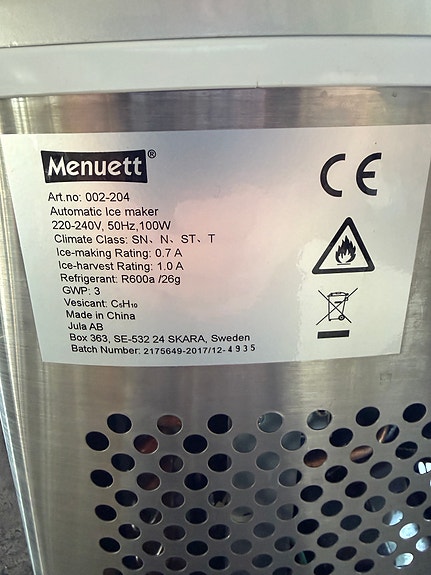 Menuett®
CE
Art.no: 002-204
Automatic Ice maker
220-240V, 50Hz,100W
Climate Class: SN、N、ST、T
Ice-making Rating: 0.7 A
Ice-harvest Rating: 1.0 A
Refrigerant: R600a /26g
GWP: 3
Vesicant: C₅H₁₀
Made in China
Jula AB
Box 363, SE-532 24 SKARA, Sweden
Batch Number: 2175649-2017/12-4935